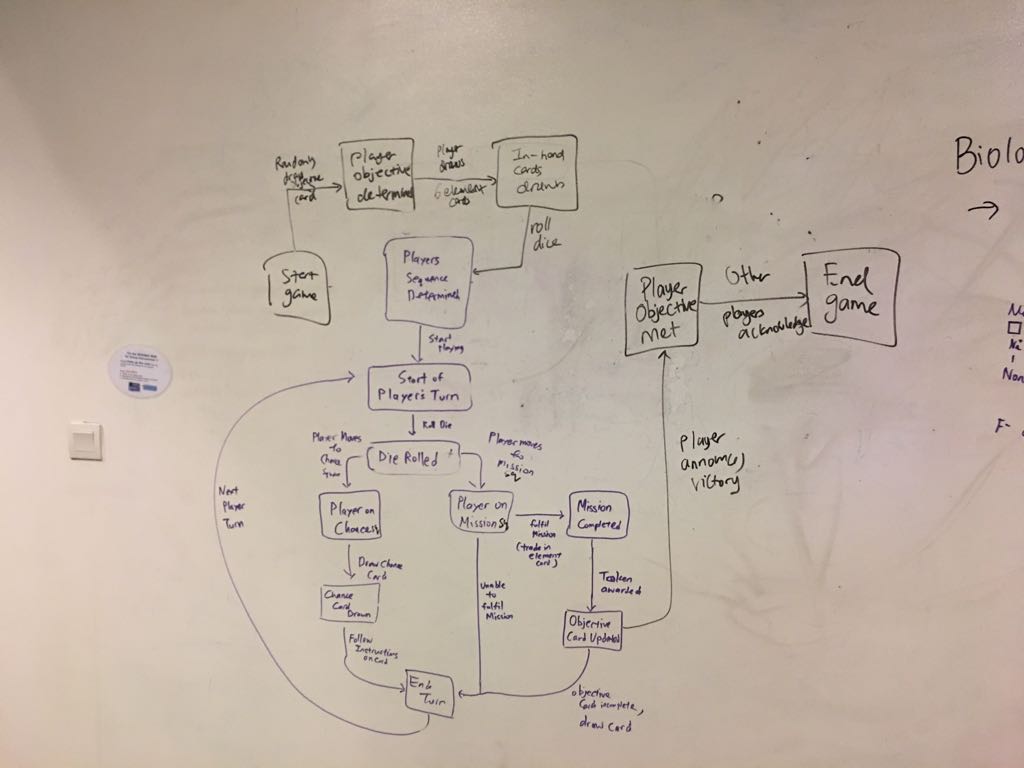 Randomly
draw
card
Player
objective
determined
Player
draws
6 element
cards
In-hand
cards
drawn
roll
dice
Start
game
Players
Sequence
Determined
Start
Playing
Start of
Player's Turn
Roll Die
Die Rolled
Player Moves
to
Chance
Player moves
to
Mission
sq
Player on
Chance sq
Player on
Mission Sq
fulfil
Mission
(trade in
element
card)
Mission
Completed
Draw Chance
Card
Chance
Card
Drawn
Unable
to
fulfil
Mission
Token
awarded
Objective
Card Updated
Follow
Instructions
on card
End
Turn
objective
card incomplete,
draw card
Next
Player
Turn
Player
Objective
met
Other
players
acknowledge
End
game
player
announces
victory
Biolo
→
F-